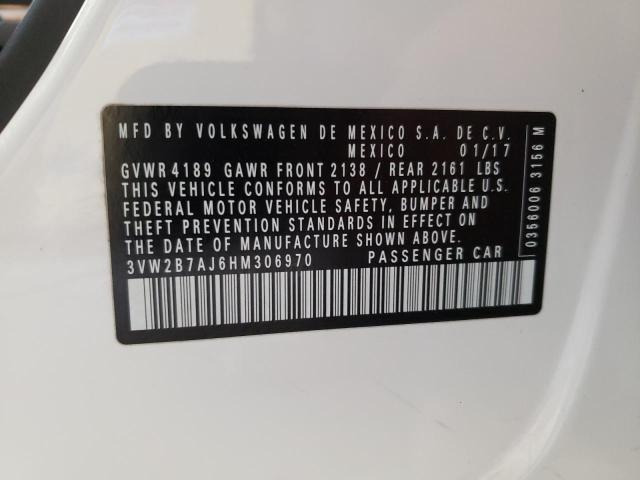 MFD BY VOLKSWAGEN DE MEXICO S.A. DE C.V.
MEXICO 01/17
GVWR 4189 GAWR FRONT 2138 / REAR 2161 LBS
THIS VEHICLE CONFORMS TO ALL APPLICABLE U.S.
FEDERAL MOTOR VEHICLE SAFETY, BUMPER AND
THEFT PREVENTION STANDARDS IN EFFECT ON
THE DATE OF MANUFACTURE SHOWN ABOVE.
3VW2B7AJ6HM306970 PASSENGER CAR
0356006 3156 M